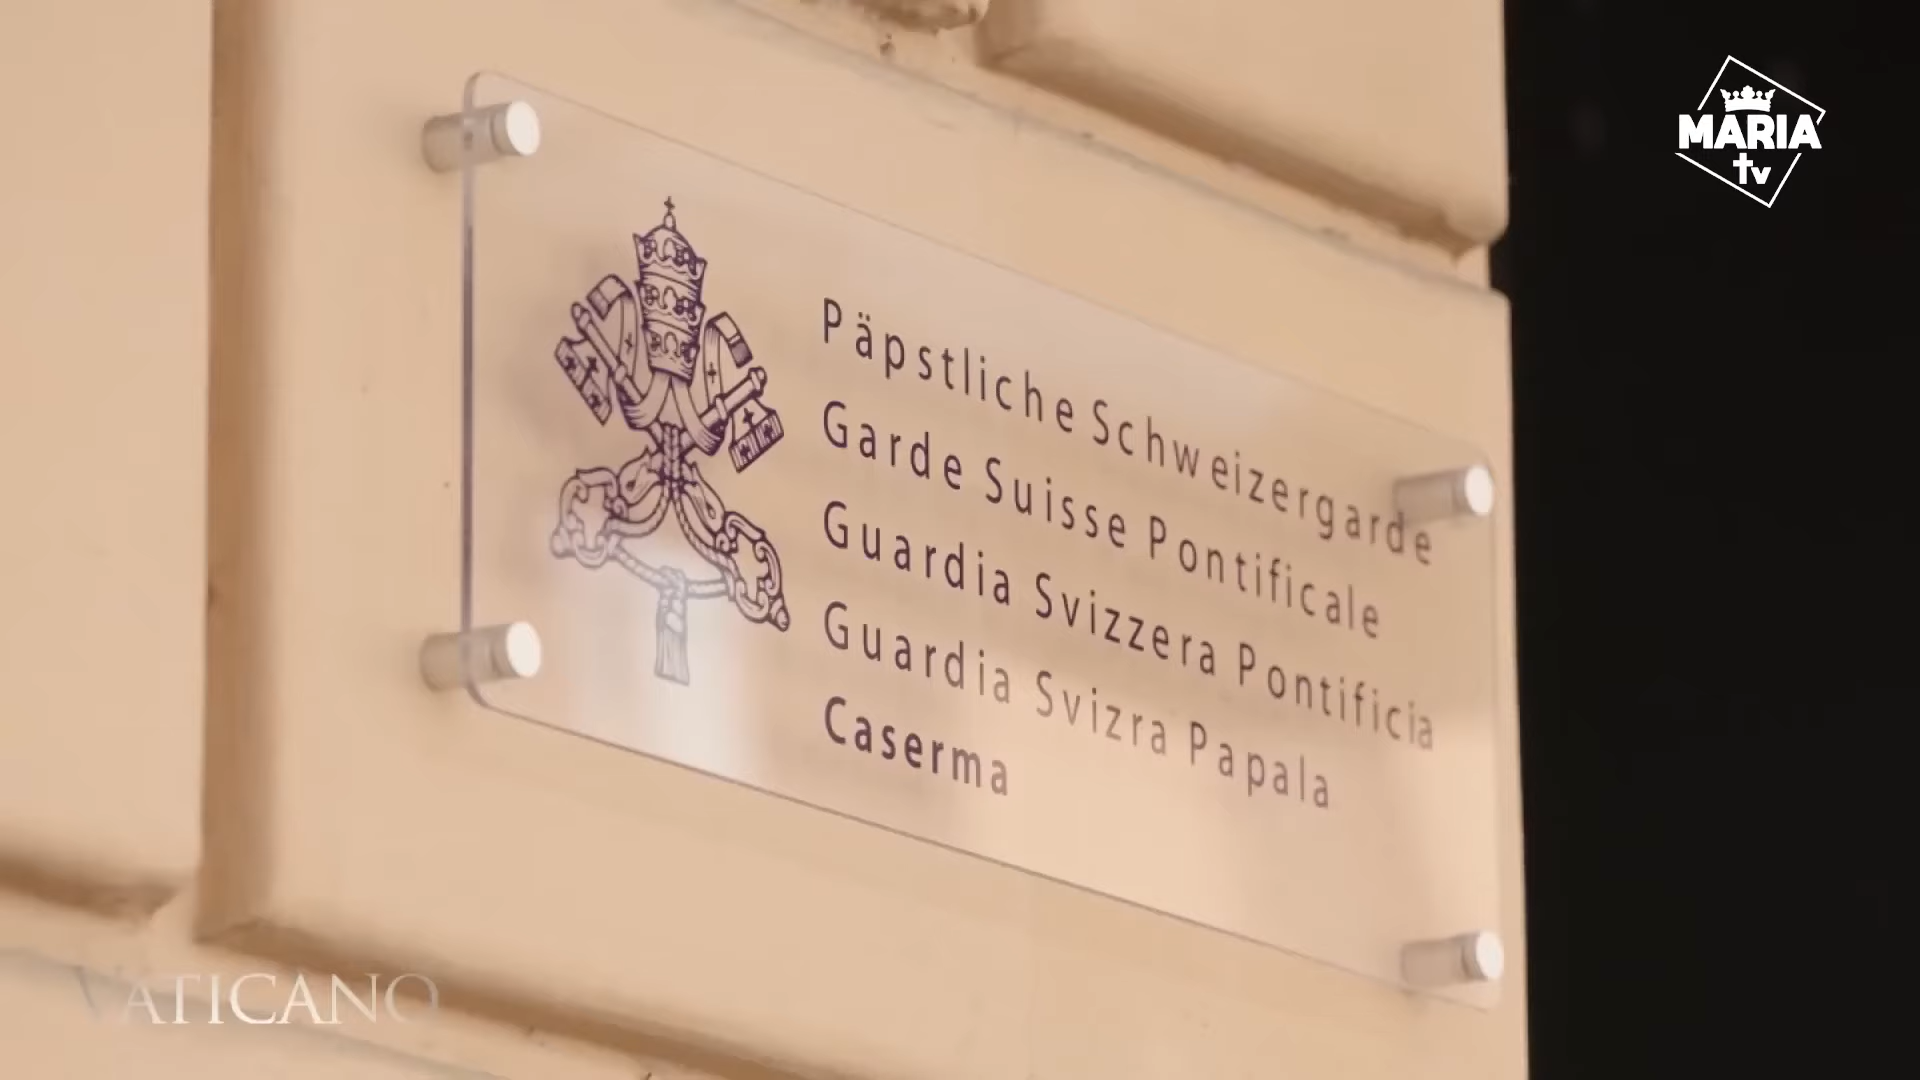 MARIA
tv
Päpstliche Schweizergarde
Garde Suisse Pontificale
Guardia Svizzera Pontificia
Guardia Svizra Papala
Caserma
VATICANO